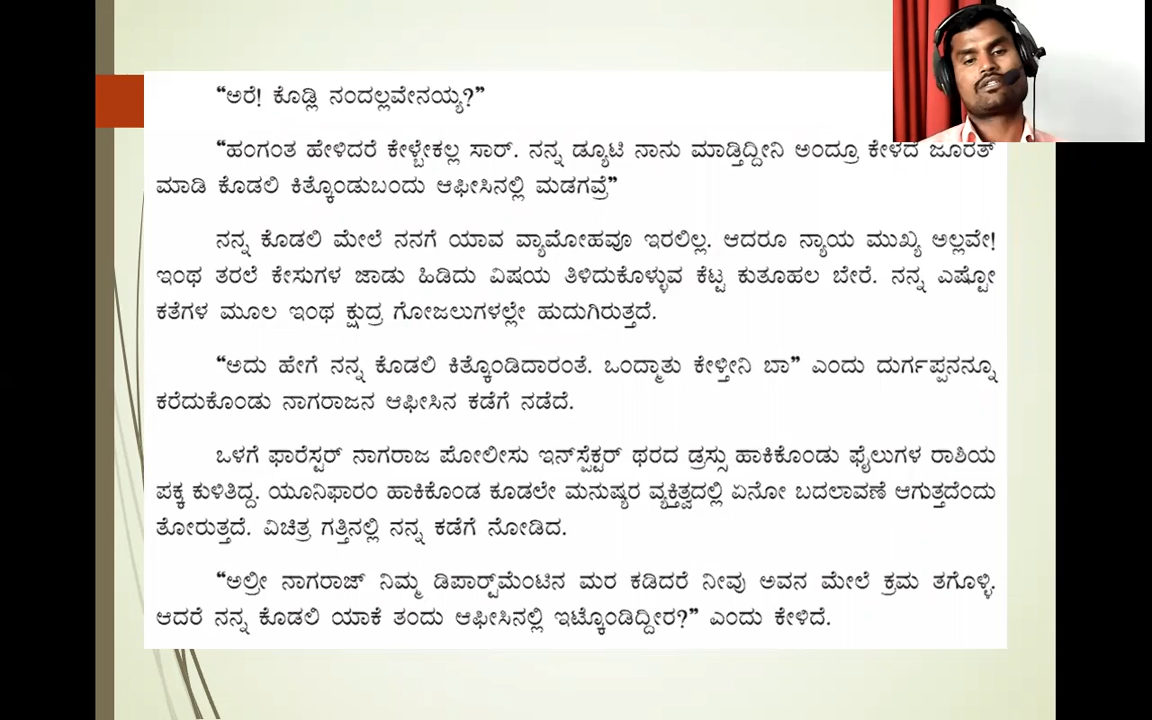 “ಅರೆ! ಕೊಡ್ಲಿ ನಂದಲ್ಲವೇನಯ್ಯ?”
“ಹಂಗಂತ ಹೇಳಿದರೆ ಕೇಳ್ಬೇಕಲ್ಲ ಸಾರ್. ನನ್ನ ಡ್ಯೂಟಿ ನಾನು ಮಾಡ್ತಿದ್ದೀನಿ ಅಂದ್ರೂ ಕೇಳದೆ ಜೂರತ್
ಮಾಡಿ ಕೊಡಲಿ ಕಿತ್ಕೊಂಡುಬಂದು ಆಫೀಸಿನಲ್ಲಿ ಮಡಗವ್ರೆ”
ನನ್ನ ಕೊಡಲಿ ಮೇಲೆ ನನಗೆ ಯಾವ ವ್ಯಾಮೋಹವೂ ಇರಲಿಲ್ಲ. ಆದರೂ ನ್ಯಾಯ ಮುಖ್ಯ ಅಲ್ಲವೇ!
ಇಂಥ ತರಲೆ ಕೇಸುಗಳ ಜಾಡು ಹಿಡಿದು ವಿಷಯ ತಿಳಿದುಕೊಳ್ಳುವ ಕೆಟ್ಟ ಕುತೂಹಲ ಬೇರೆ. ನನ್ನ ಎಷ್ಟೋ
ಕತೆಗಳ ಮೂಲ ಇಂಥ ಕ್ಷುದ್ರ ಗೋಜಲುಗಳಲ್ಲೇ ಹುದುಗಿರುತ್ತದೆ.
“ಅದು ಹೇಗೆ ನನ್ನ ಕೊಡಲಿ ಕಿತ್ಕೊಂಡಿದಾರಂತೆ. ಒಂದ್ಮಾತು ಕೇಳ್ತೀನಿ ಬಾ” ಎಂದು ದುರ್ಗಪ್ಪನನ್ನೂ
ಕರೆದುಕೊಂಡು ನಾಗರಾಜನ ಆಫೀಸಿನ ಕಡೆಗೆ ನಡೆದೆ.
ಒಳಗೆ ಫಾರೆಸ್ಟರ್ ನಾಗರಾಜ ಪೋಲೀಸು ಇನ್‌ಸ್ಪೆಕ್ಟರ್ ಥರದ ಡ್ರಸ್ಸು ಹಾಕಿಕೊಂಡು ಫೈಲುಗಳ ರಾಶಿಯ
ಪಕ್ಕ ಕುಳಿತಿದ್ದ. ಯೂನಿಫಾರಂ ಹಾಕಿಕೊಂಡ ಕೂಡಲೇ ಮನುಷ್ಯರ ವ್ಯಕ್ತಿತ್ವದಲ್ಲಿ ಏನೋ ಬದಲಾವಣೆ ಆಗುತ್ತದೆಂದು
ತೋರುತ್ತದೆ. ವಿಚಿತ್ರ ಗತ್ತಿನಲ್ಲಿ ನನ್ನ ಕಡೆಗೆ ನೋಡಿದ.
“ಅಲ್ರೀ ನಾಗರಾಜ್ ನಿಮ್ಮ ಡಿಪಾರ್‍ಟ್‌ಮೆಂಟಿನ ಮರ ಕಡಿದರೆ ನೀವು ಅವನ ಮೇಲೆ ಕ್ರಮ ತಗೊಳ್ಳಿ.
ಆದರೆ ನನ್ನ ಕೊಡಲಿ ಯಾಕೆ ತಂದು ಆಫೀಸಿನಲ್ಲಿ ಇಟ್ಕೊಂಡಿದ್ದೀರ?” ಎಂದು ಕೇಳಿದೆ.